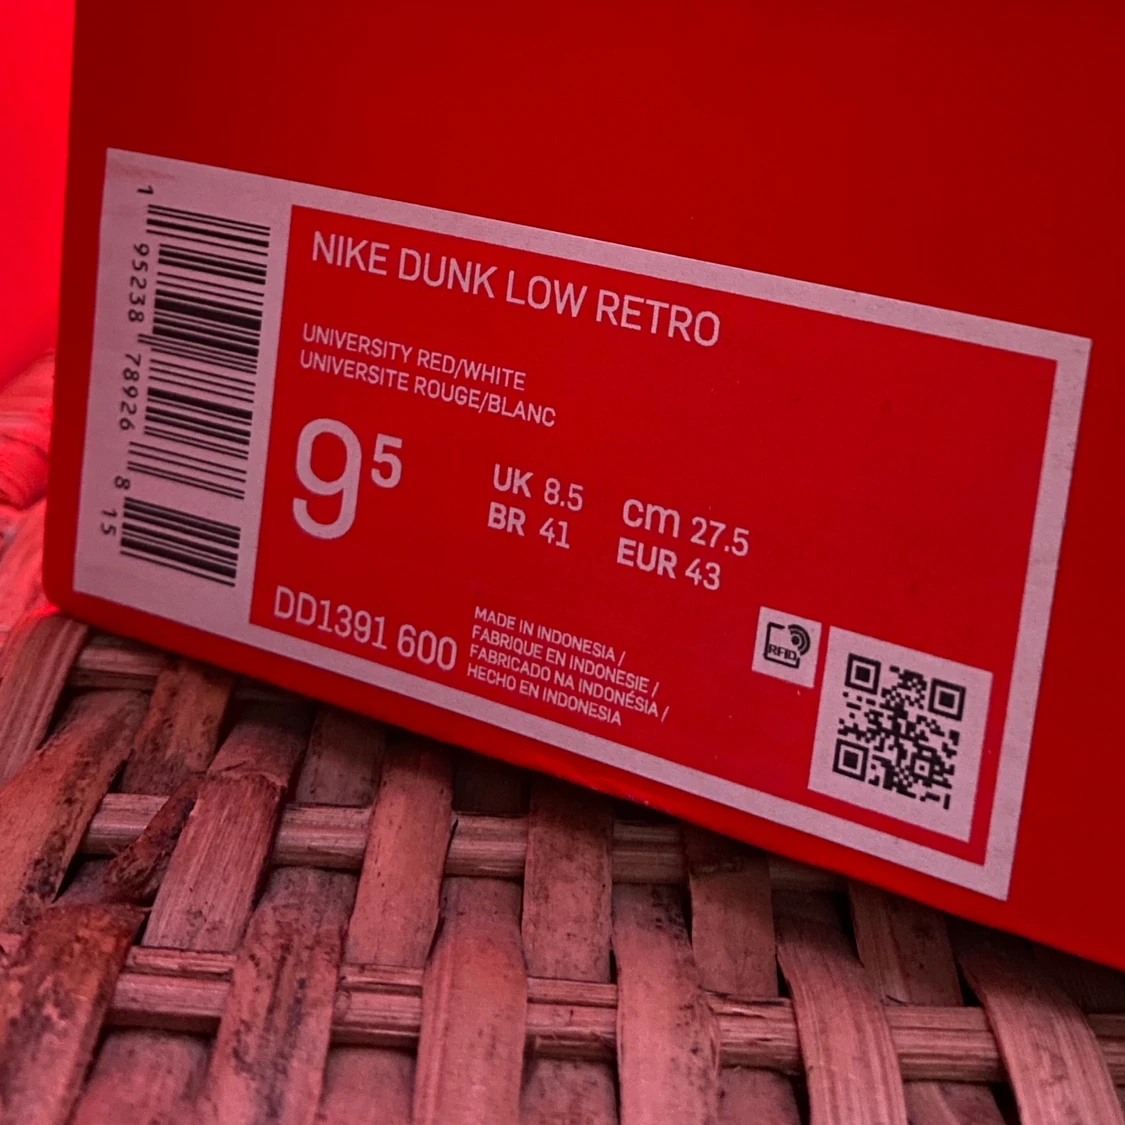 1 95238 78926 8 15
NIKE DUNK LOW RETRO
UNIVERSITY RED/WHITE
UNIVERSITE ROUGE/BLANC
9 5
UK 8.5
BR 41
cm 27.5
EUR 43
DD1391 600
MADE IN INDONESIA /
FABRIQUE EN INDONESIE /
FABRICADO NA INDONÉSIA /
HECHO EN INDONESIA
RFID